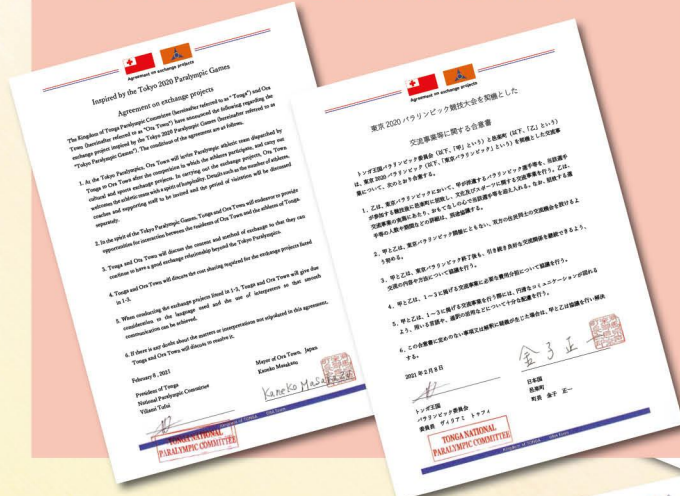 Agreement on exchange projects
Inspired by the Tokyo 2020 Paralympic Games
Agreement on exchange projects
The Kingdom of Tonga Paralympic Committee (hereinafter referred to as "Tonga") and Ora
Town (hereinafter referred to as "Ora Town") have announced the following regarding the
exchange project inspired by the Tokyo 2020 Paralympic Games (hereinafter referred to as
"Tokyo Paralympic Games"). The conditions of the agreement are as follows.
1. At the Tokyo Paralympics, Ora Town will invite Paralympic athletic team dispatched by
Tonga to Ora Town after the competition in which the athletes participate, and carry out
cultural and sports exchange projects. In carrying out the exchange projects, Ora Town
welcomes the athletic team with a spirit of hospitality. Details such as the number of athletes,
coaches and supporting staff to be invited and the period of visitation will be discussed
separately.
2. In the spirit of the Tokyo Paralympic Games, Tonga and Ora Town will endeavor to provide
opportunities for interaction between the residents of Ora Town and the athletes of Tonga.
3. Tonga and Ora Town will discuss the content and method of exchange so that they can
continue to have a good exchange relationship beyond the Tokyo Paralympics.
4. Tonga and Ora Town will discuss the cost sharing required for the exchange projects listed
in 1-3.
5. When conducting the exchange projects listed in 1-3, Tonga and Ora Town will give due
consideration to the language used and the use of interpreters so that smooth
communication can be achieved.
6. If there is any doubt about the matters or interpretations not stipulated in this agreement,
Tonga and Ora Town will discuss to resolve it.
February 8, 2021
President of Tonga
National Paralympic Committee
Viliami Tufui
Mayor of Ora Town, Japan
Kaneko Masakazu
Kaneko Masakazu
TONGA NATIONAL
PARALYMPIC COMMITTEE
Agreement on exchange projects
東京 2020 パラリンピック競技大会を契機とした
交流事業等に関する合意書
トンガ王国パラリンピック委員会（以下、「甲」という）と邑楽町（以下、「乙」という）
は、東京 2020 パラリンピック（以下、「東京パラリンピック」という）を契機とした交流事
業について、次のとおり合意する。
1、乙は、東京パラリンピックにおいて、甲が派遣するパラリンピック選手等を、当該選手
が参加する競技後に邑楽町に招致し、文化及びスポーツに関する交流事業を行う。乙は、
交流事業の実施にあたり、おもてなしの心で当該選手等を迎え入れる。なお、招致する選
手等の人数や期間などの詳細は、別途協議する。
2、甲と乙は、東京パラリンピック開催にともない、双方の住民同士の交流機会を設けるよ
う努める。
3、甲と乙は、東京パラリンピック終了後も、引き続き良好な交流関係を継続できるよう、
交流の内容や方法について協議を行う。
4、甲と乙は、1～3に掲げる交流事業に必要な費用分担について協議を行う。
5、甲と乙は、1～3に掲げる交流事業を行う際には、円滑なコミュニケーションが図れる
よう、用いる言語や、通訳の活用などについて十分な配慮を行う。
6、この合意書に定めのない事項又は解釈に疑義が生じた場合は、甲と乙は協議を行い解決
する。
2021 年 2 月 8 日
トンガ王国
パラリンピック委員会
委員長 ヴィリアミ トゥフィ
日本国
邑楽町
町長 金子 正一
金子正一
TONGA NATIONAL
PARALYMPIC COMMITTEE